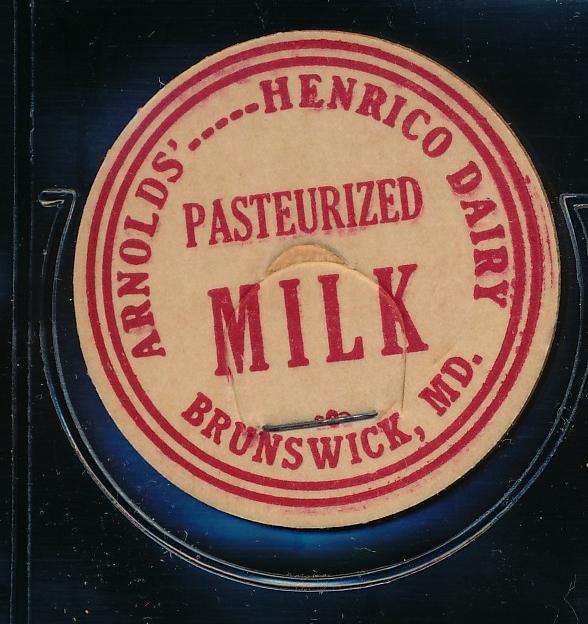 ARNOLDS'-----HENRICO DAIRY
PASTEURIZED
MILK
BRUNSWICK, MD.